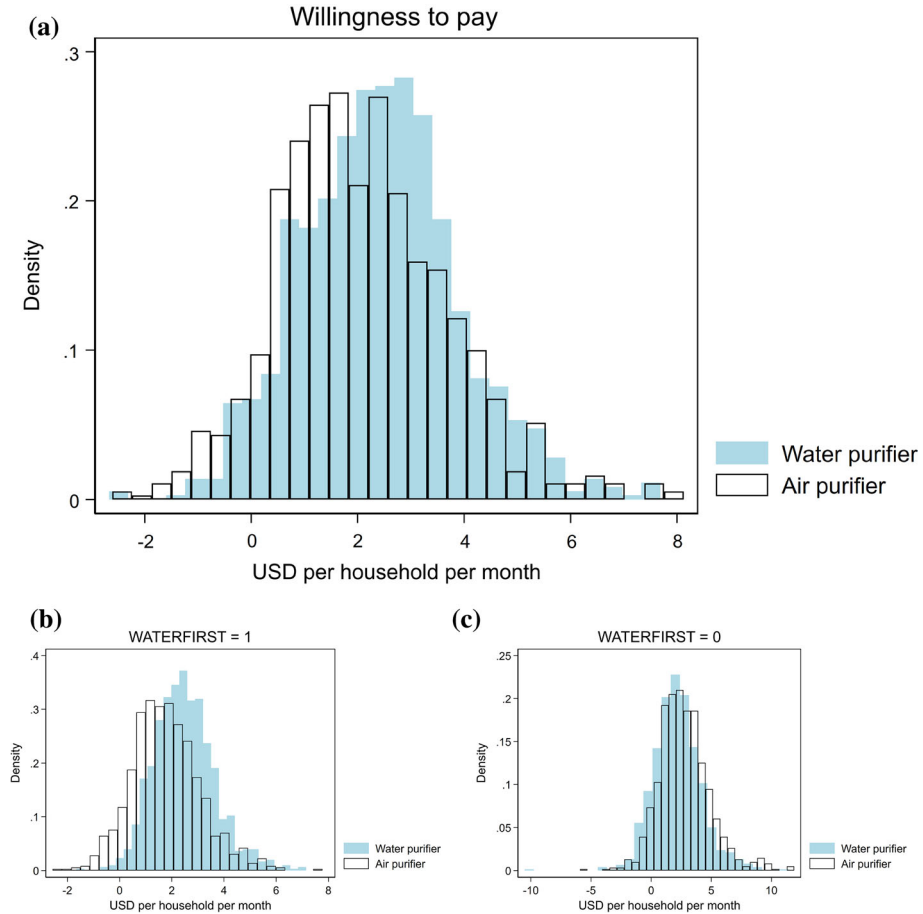 (a)
Willingness to pay
.3
.2
.1
0
Density
-2 0 2 4 6 8
USD per household per month
Water purifier
Air purifier
(b)
WATERFIRST = 1
.4
.3
.2
.1
0
Density
-2 0 2 4 6 8
USD per household per month
Water purifier
Air purifier
(c)
WATERFIRST = 0
.25
.2
.15
.1
.05
0
Density
-10 -5 0 5 10
USD per household per month
Water purifier
Air purifier